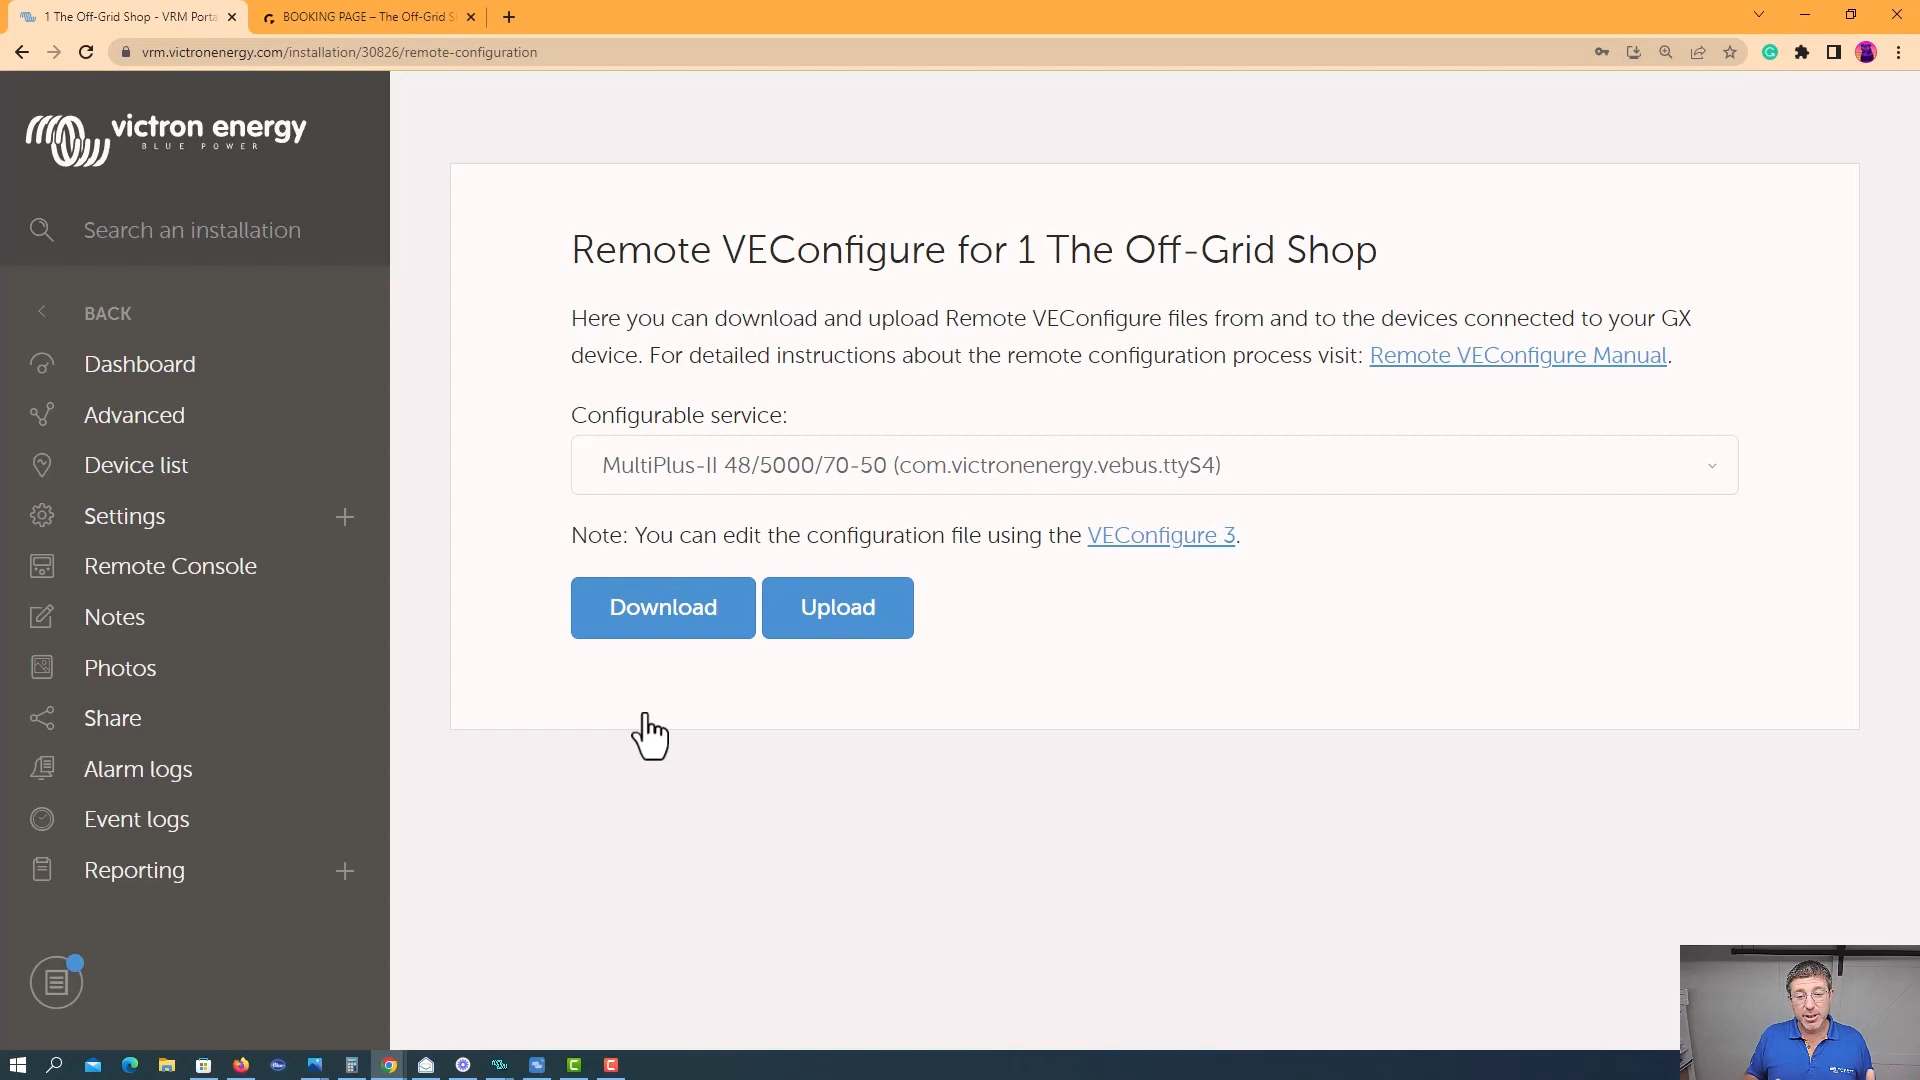 1 The Off-Grid Shop - VRM Porta
BOOKING PAGE – The Off-Grid S
vrm.victronenergy.com/installation/30826/remote-configuration
victron energy
BLUE POWER
Search an installation
BACK
Dashboard
Advanced
Device list
Settings
Remote Console
Notes
Photos
Share
Alarm logs
Event logs
Reporting
Remote VEConfigure for 1 The Off-Grid Shop
Here you can download and upload Remote VEConfigure files from and to the devices connected to your GX
device. For detailed instructions about the remote configuration process visit: Remote VEConfigure Manual.
Configurable service:
MultiPlus-II 48/5000/70-50 (com.victronenergy.vebus.ttyS4)
Note: You can edit the configuration file using the VEConfigure 3.
Download
Upload